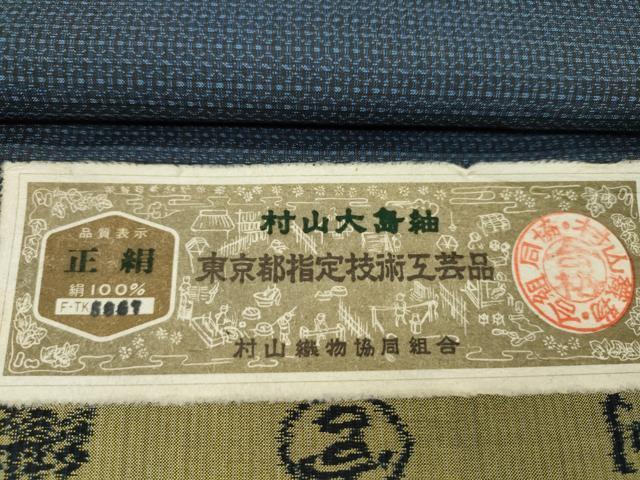 村山大島紬
東京都指定技術工芸品
村山織物協同組合
品質表示
正絹
絹100%
F-TK 5867